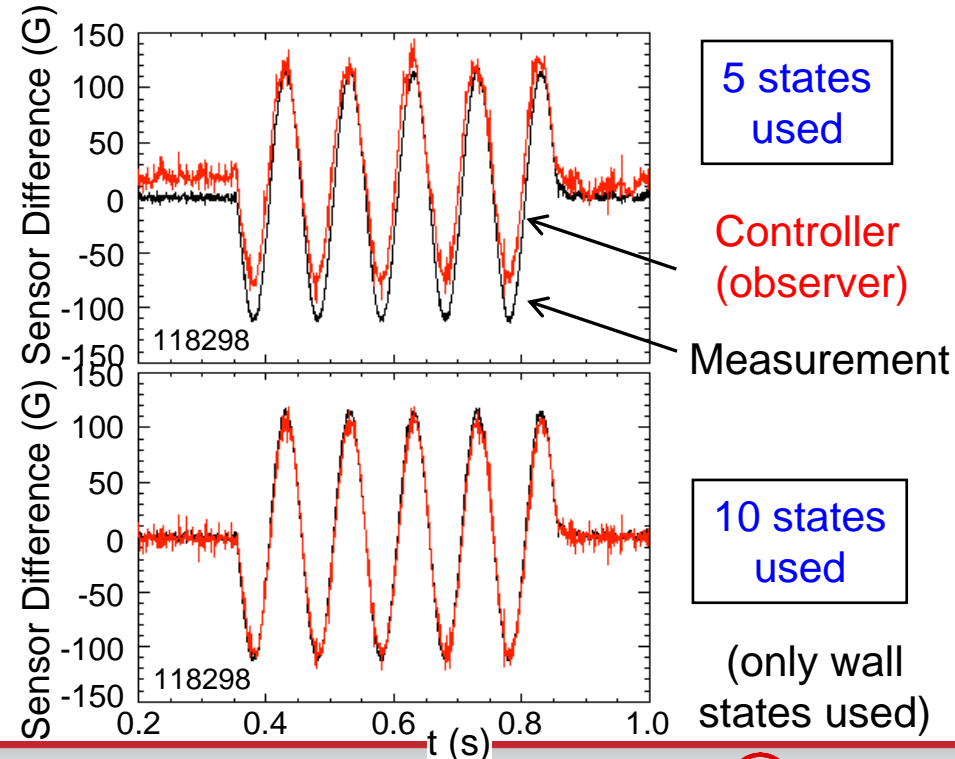 Sensor Difference (G)
150
100
50
0
-50
-100
-150
118298
5 states
used
Controller
(observer)
Measurement
Sensor Difference (G)
150
100
50
0
-50
-100
-150
118298
0.2
0.4
0.6
0.8
1.0
t (s)
10 states
used
(only wall
states used)